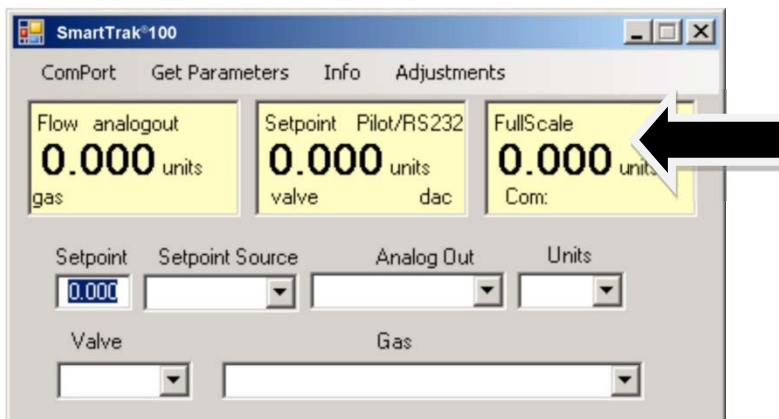 SmartTrak®100
ComPort Get Parameters Info Adjustments
Flow analogout
0.000 units
gas
Setpoint Pilot/RS232
0.000 units
valve dac
FullScale
0.000 units
Com:
Setpoint Setpoint Source Analog Out Units
0.000
Valve Gas